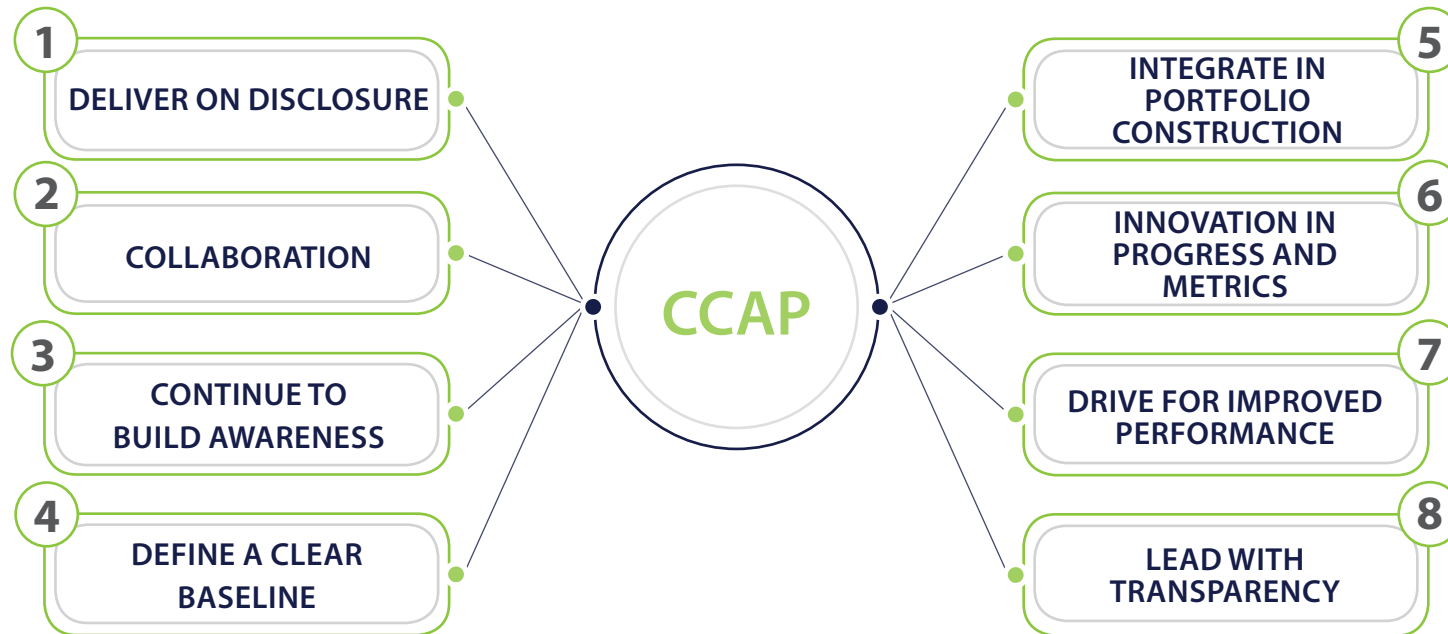 1
DELIVER ON DISCLOSURE
2
COLLABORATION
3
CONTINUE TO
BUILD AWARENESS
4
DEFINE A CLEAR
BASELINE
CCAP
5
INTEGRATE IN
PORTFOLIO
CONSTRUCTION
6
INNOVATION IN
PROGRESS AND
METRICS
7
DRIVE FOR IMPROVED
PERFORMANCE
8
LEAD WITH
TRANSPARENCY